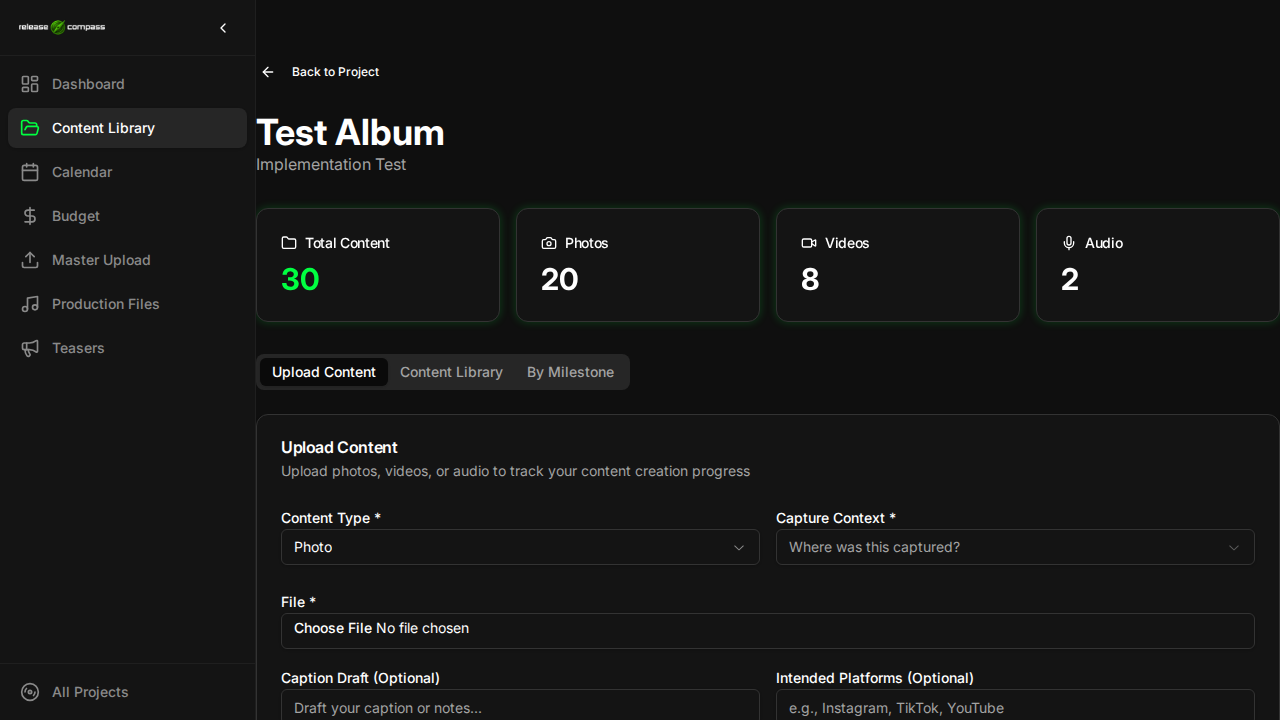 release compass
Dashboard
Content Library
Calendar
Budget
Master Upload
Production Files
Teasers
All Projects
Back to Project
Test Album
Implementation Test
Total Content
30
Photos
20
Videos
8
Audio
2
Upload Content
Content Library
By Milestone
Upload Content
Upload photos, videos, or audio to track your content creation progress
Content Type *
Photo
Capture Context *
Where was this captured?
File *
Choose File No file chosen
Caption Draft (Optional)
Draft your caption or notes...
Intended Platforms (Optional)
e.g., Instagram, TikTok, YouTube